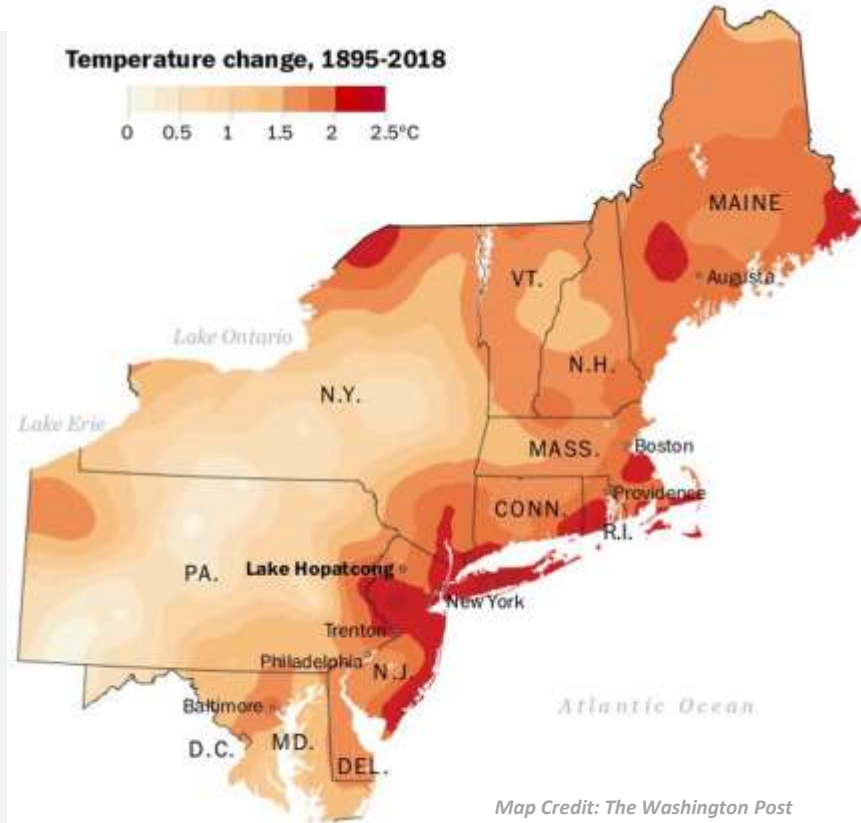 Temperature change, 1895-2018
0 0.5 1 1.5 2 2.5°C
MAINE
Augusta
VT.
Lake Ontario
N.H.
N.Y.
Lake Erie
MASS.
Boston
Providence
CONN.
R.I.
Lake Hopatcong
PA.
New York
Trenton
Philadelphia
N.J.
Baltimore
Atlantic Ocean
D.C.
MD.
DEL.
Map Credit: The Washington Post